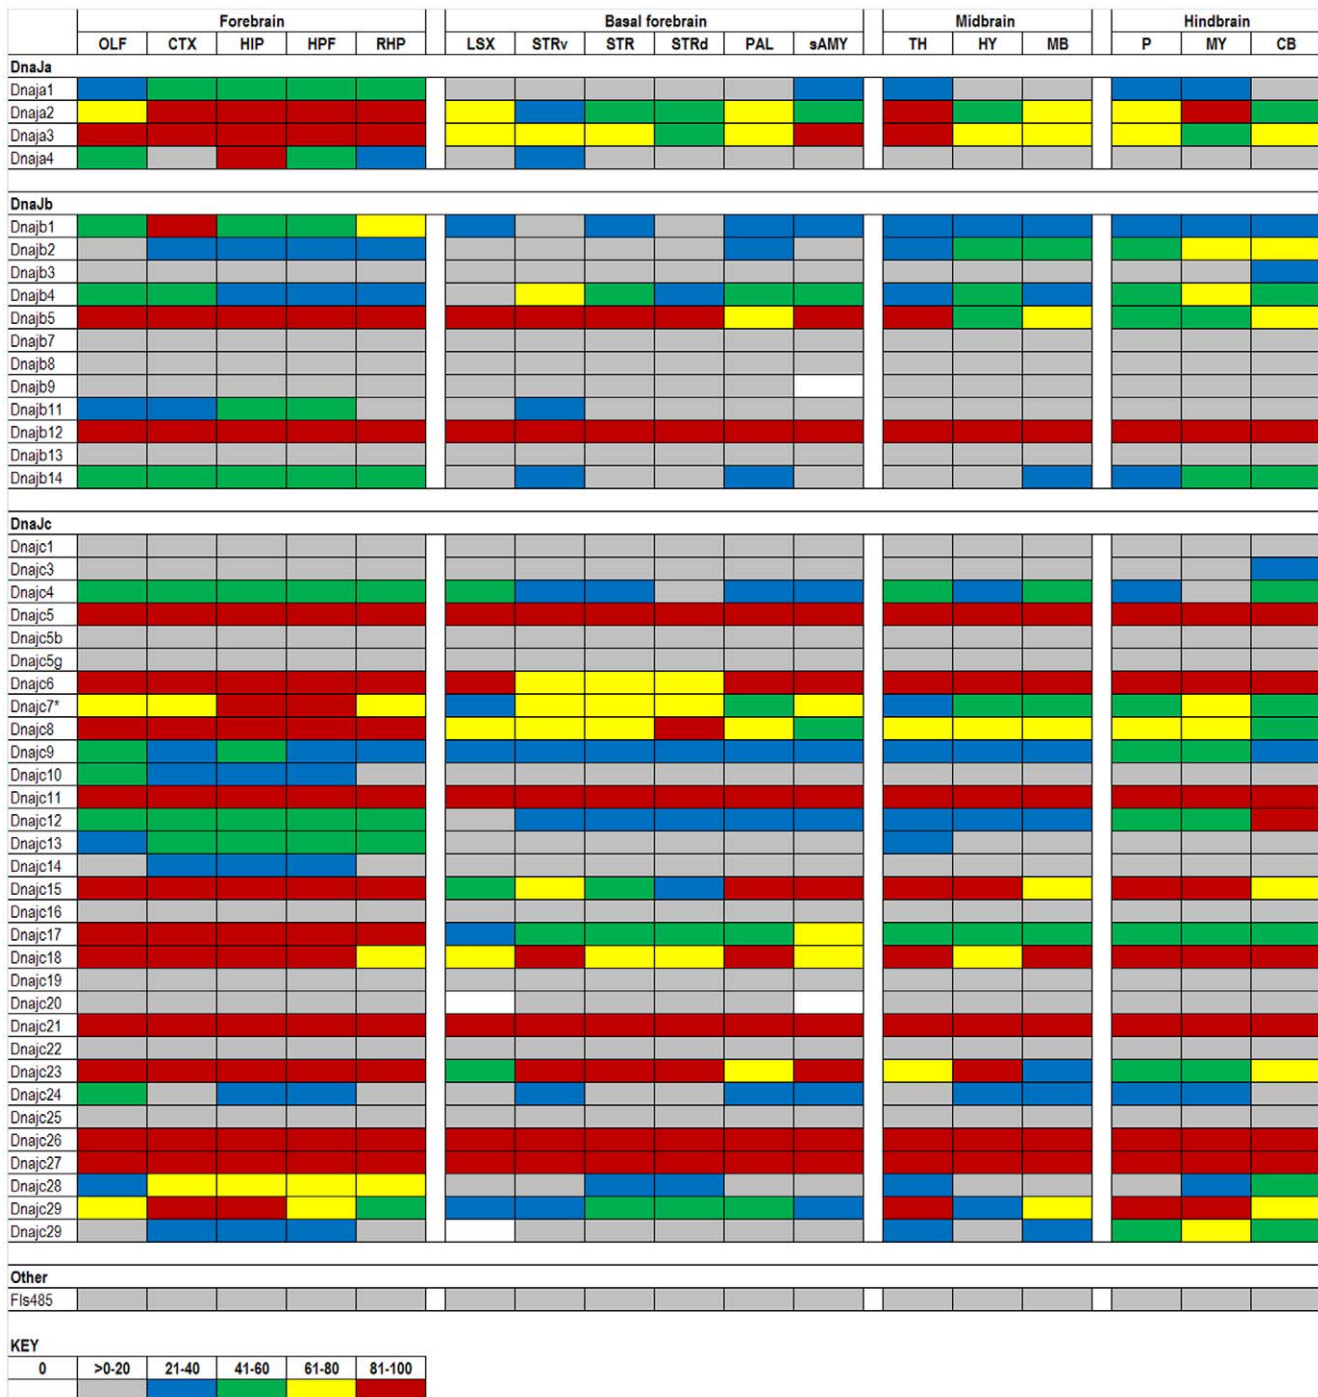 Forebrain Basal forebrain Midbrain Hindbrain
OLF CTX HIP HPF RHP LSX STRv STR STRd PAL sAMY TH HY MB P MY CB
DnaJa
Dnaja1
Dnaja2
Dnaja3
Dnaja4
DnaJb
Dnajb1
Dnajb2
Dnajb3
Dnajb4
Dnajb5
Dnajb7
Dnajb8
Dnajb9
Dnajb11
Dnajb12
Dnajb13
Dnajb14
DnaJc
Dnajc1
Dnajc3
Dnajc4
Dnajc5
Dnajc5b
Dnajc5g
Dnajc6
Dnajc7*
Dnajc8
Dnajc9
Dnajc10
Dnajc11
Dnajc12
Dnajc13
Dnajc14
Dnajc15
Dnajc16
Dnajc17
Dnajc18
Dnajc19
Dnajc20
Dnajc21
Dnajc22
Dnajc23
Dnajc24
Dnajc25
Dnajc26
Dnajc27
Dnajc28
Dnajc29
Dnajc29
Other
Fls485
KEY
0 >0-20 21-40 41-60 61-80 81-100